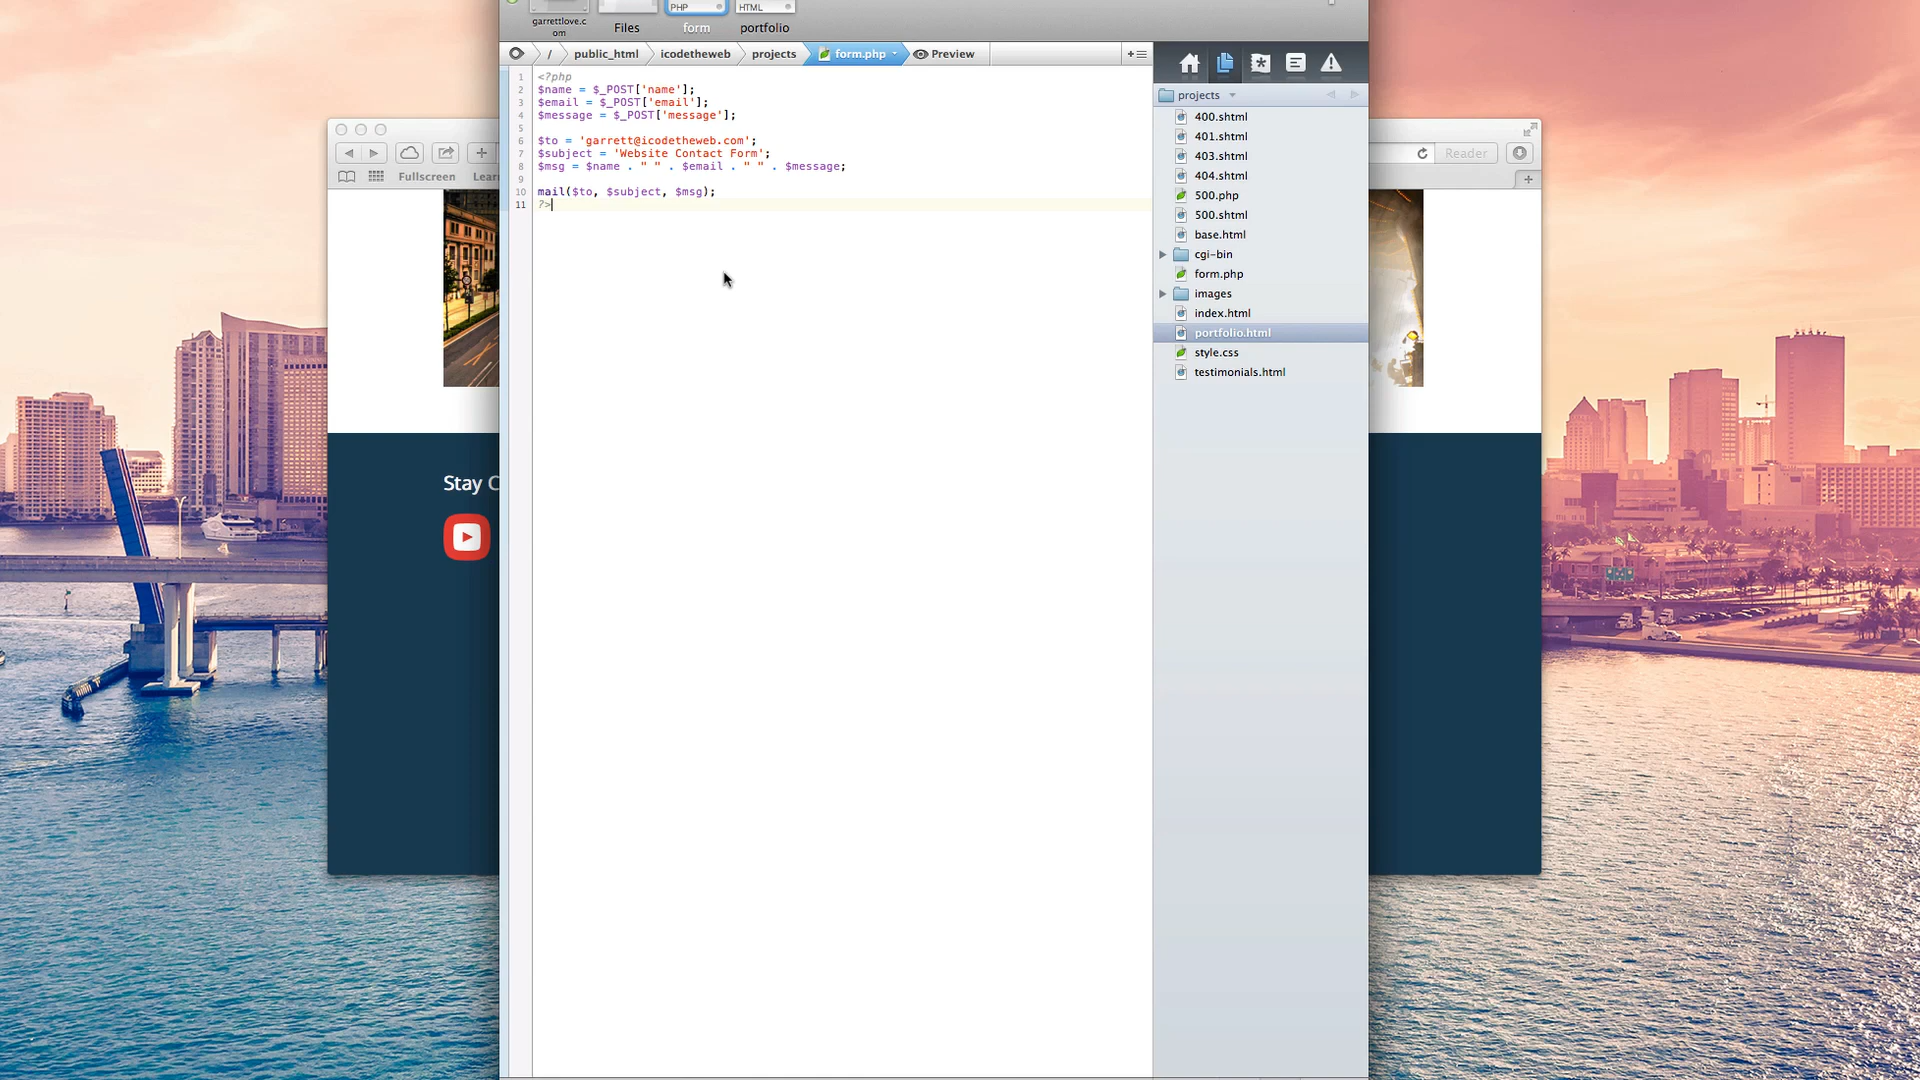 PHP HTML
garrettlove.c
om
Files form portfolio
/ public_html icodetheweb projects form.php Preview
1 <?php
2 $name = $_POST['name'];
3 $email = $_POST['email'];
4 $message = $_POST['message'];
5
6 $to = 'garrett@icodetheweb.com';
7 $subject = 'Website Contact Form';
8 $msg = $name . " " . $email . " " . $message;
9
10 mail($to, $subject, $msg);
11 ?>
projects
400.shtml
401.shtml
403.shtml
404.shtml
500.php
500.shtml
base.html
cgi-bin
form.php
images
index.html
portfolio.html
style.css
testimonials.html
Reader
Fullscreen Lear
Stay C